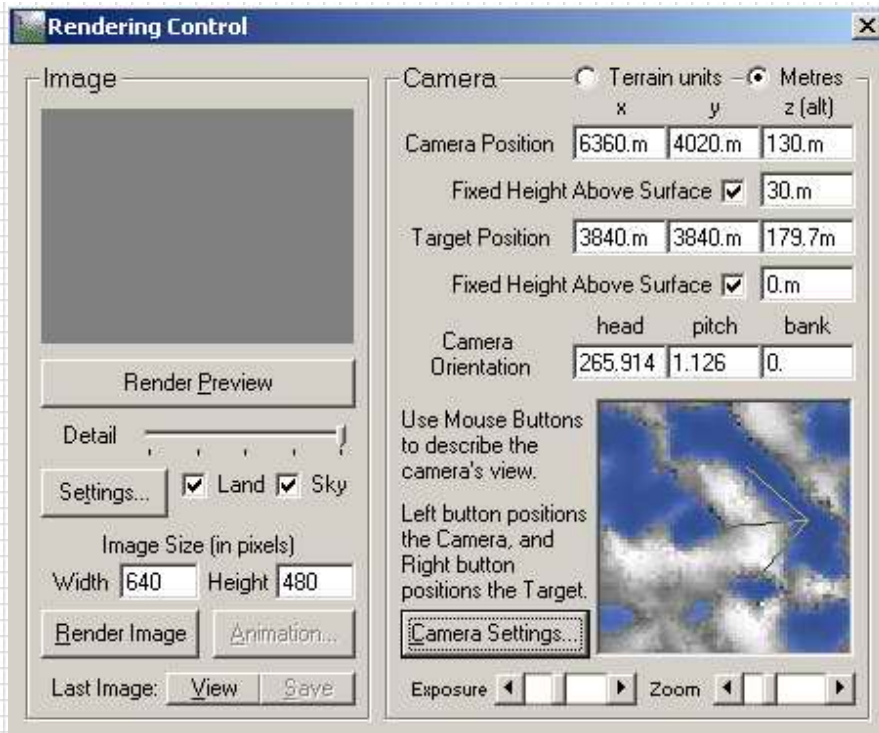 Rendering Control
Image
Render Preview
Detail
Settings...
Land
Sky
Image Size (in pixels)
Width 640 Height 480
Render Image
Animation...
Last Image: View Save
Camera
Terrain units
Metres
x y z (alt)
Camera Position 6360.m 4020.m 130.m
Fixed Height Above Surface 30.m
Target Position 3840.m 3840.m 179.7m
Fixed Height Above Surface 0.m
head pitch bank
Camera
Orientation
265.914 1.126 0.
Use Mouse Buttons
to describe the
camera's view.
Left button positions
the Camera, and
Right button
positions the Target.
Camera Settings...
Exposure
Zoom